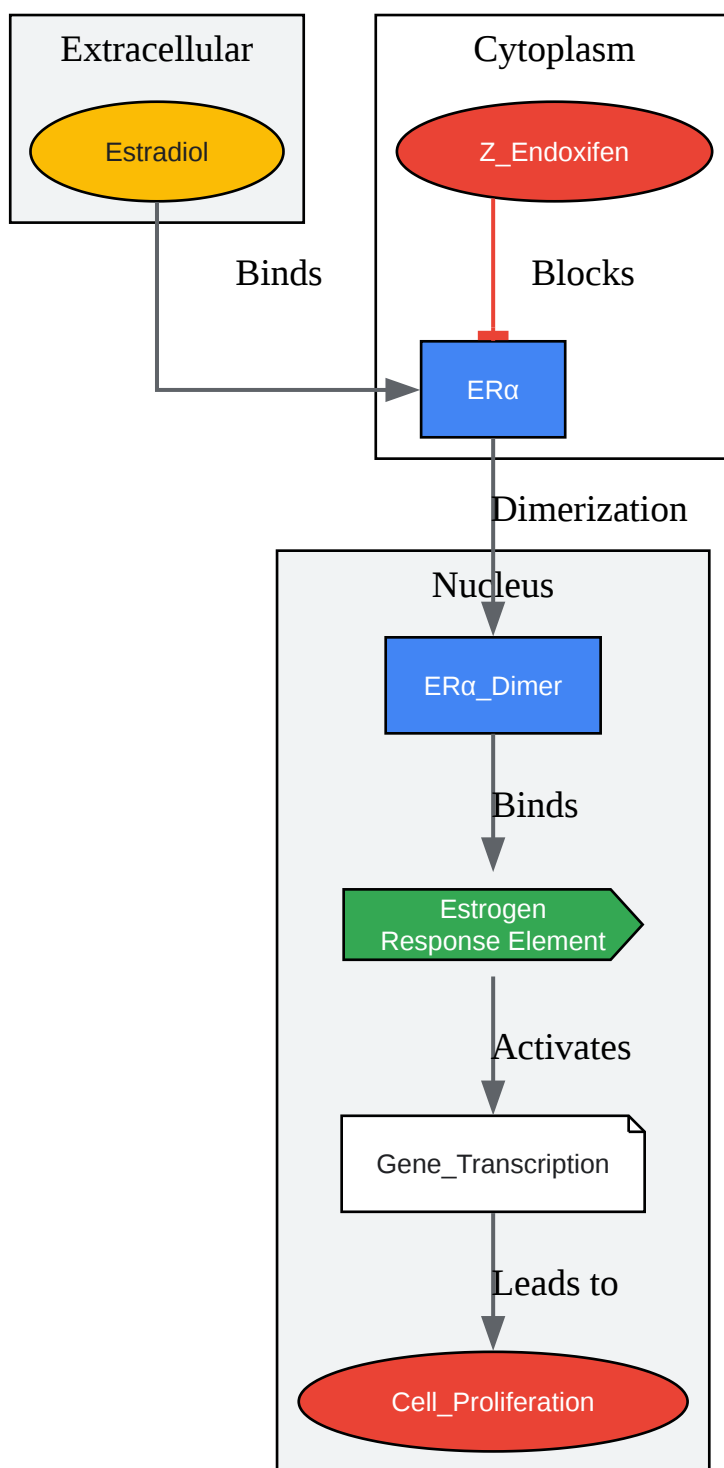 Extracellular
Cytoplasm
Estradiol
Z_Endoxifen
Binds
Blocks
ERα
Dimerization
Nucleus
ERα_Dimer
Binds
Estrogen
Response Element
Activates
Gene_Transcription
Leads to
Cell_Proliferation